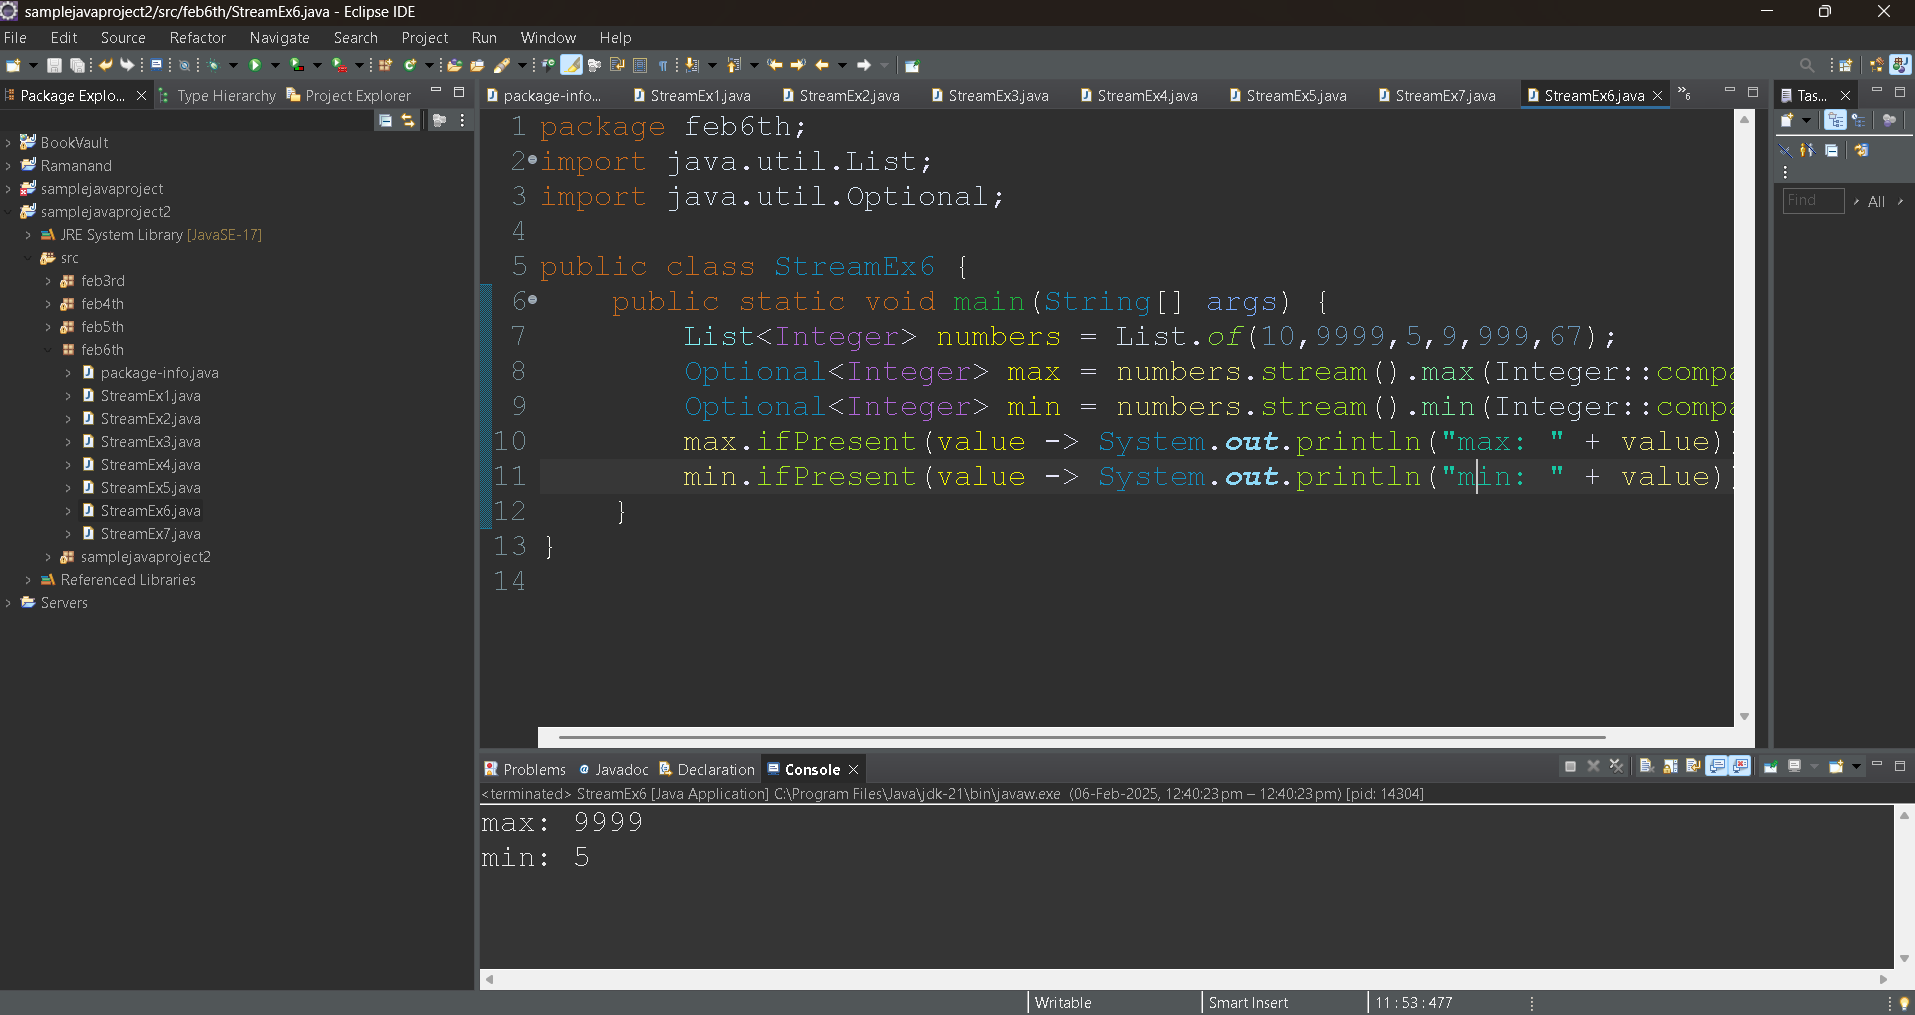 samplejavaproject2/src/feb6th/StreamEx6.java - Eclipse IDE
File Edit Source Refactor Navigate Search Project Run Window Help
Package Explo... Type Hierarchy Project Explorer
BookVault
Ramanand
samplejavaproject
samplejavaproject2
JRE System Library [JavaSE-17]
src
feb3rd
feb4th
feb5th
feb6th
package-info.java
StreamEx1.java
StreamEx2.java
StreamEx3.java
StreamEx4.java
StreamEx5.java
StreamEx6.java
StreamEx7.java
samplejavaproject2
Referenced Libraries
Servers
package-info... StreamEx1.java StreamEx2.java StreamEx3.java StreamEx4.java StreamEx5.java StreamEx7.java StreamEx6.java »6
1 package feb6th;
2 import java.util.List;
3 import java.util.Optional;
4
5 public class StreamEx6 {
6 public static void main(String[] args) {
7 List<Integer> numbers = List.of(10,9999,5,9,999,67);
8 Optional<Integer> max = numbers.stream().max(Integer::compa
9 Optional<Integer> min = numbers.stream().min(Integer::compa
10 max.ifPresent(value -> System.out.println("max: " + value)
11 min.ifPresent(value -> System.out.println("min: " + value)
12 }
13 }
14
Tas...
Find All
Problems Javadoc Declaration Console
<terminated> StreamEx6 [Java Application] C:\Program Files\Java\jdk-21\bin\javaw.exe (06-Feb-2025, 12:40:23 pm – 12:40:23 pm) [pid: 14304]
max: 9999
min: 5
Writable Smart Insert 11 : 53 : 477